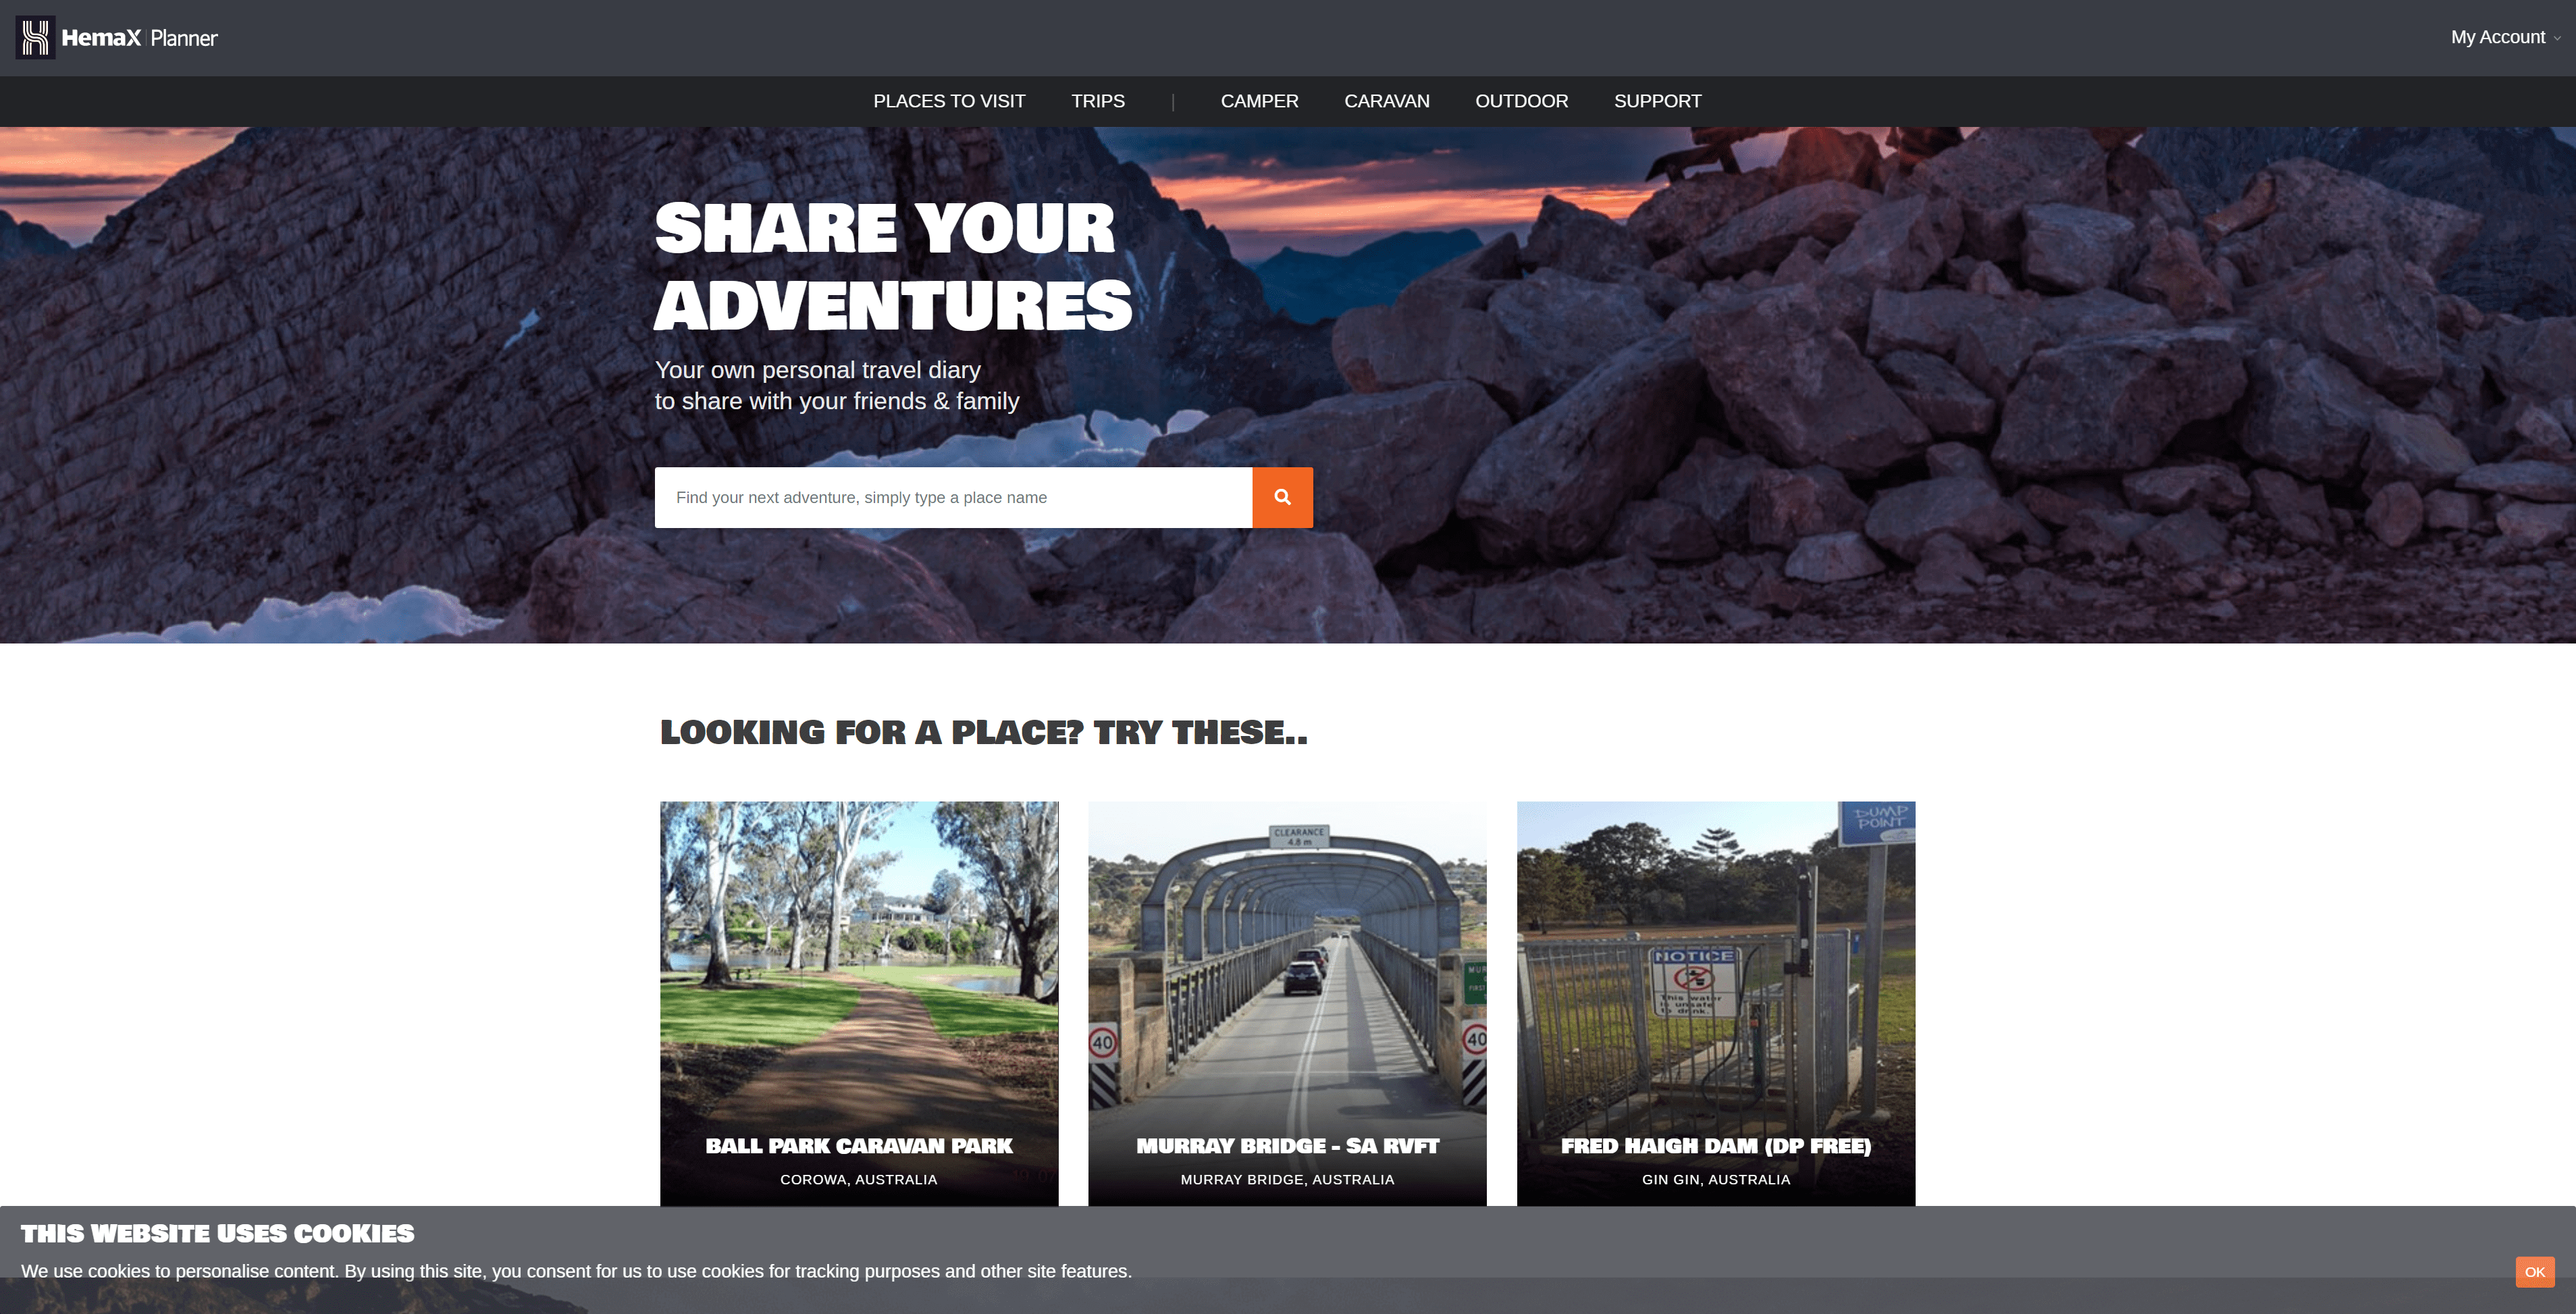 HemaX Planner
My Account
PLACES TO VISIT
TRIPS
CAMPER
CARAVAN
OUTDOOR
SUPPORT
SHARE YOUR
ADVENTURES
Your own personal travel diary
to share with your friends & family
Find your next adventure, simply type a place name
LOOKING FOR A PLACE? TRY THESE..
BALL PARK CARAVAN PARK
COROWA, AUSTRALIA
CLEARANCE
4.8 m
MUR
FIRST
40
40
MURRAY BRIDGE - SA RVFT
MURRAY BRIDGE, AUSTRALIA
DUMP
POINT
NOTICE
This water
is unsafe
to drink.
FRED HAIGH DAM (DP FREE)
GIN GIN, AUSTRALIA
THIS WEBSITE USES COOKIES
We use cookies to personalise content. By using this site, you consent for us to use cookies for tracking purposes and other site features.
OK